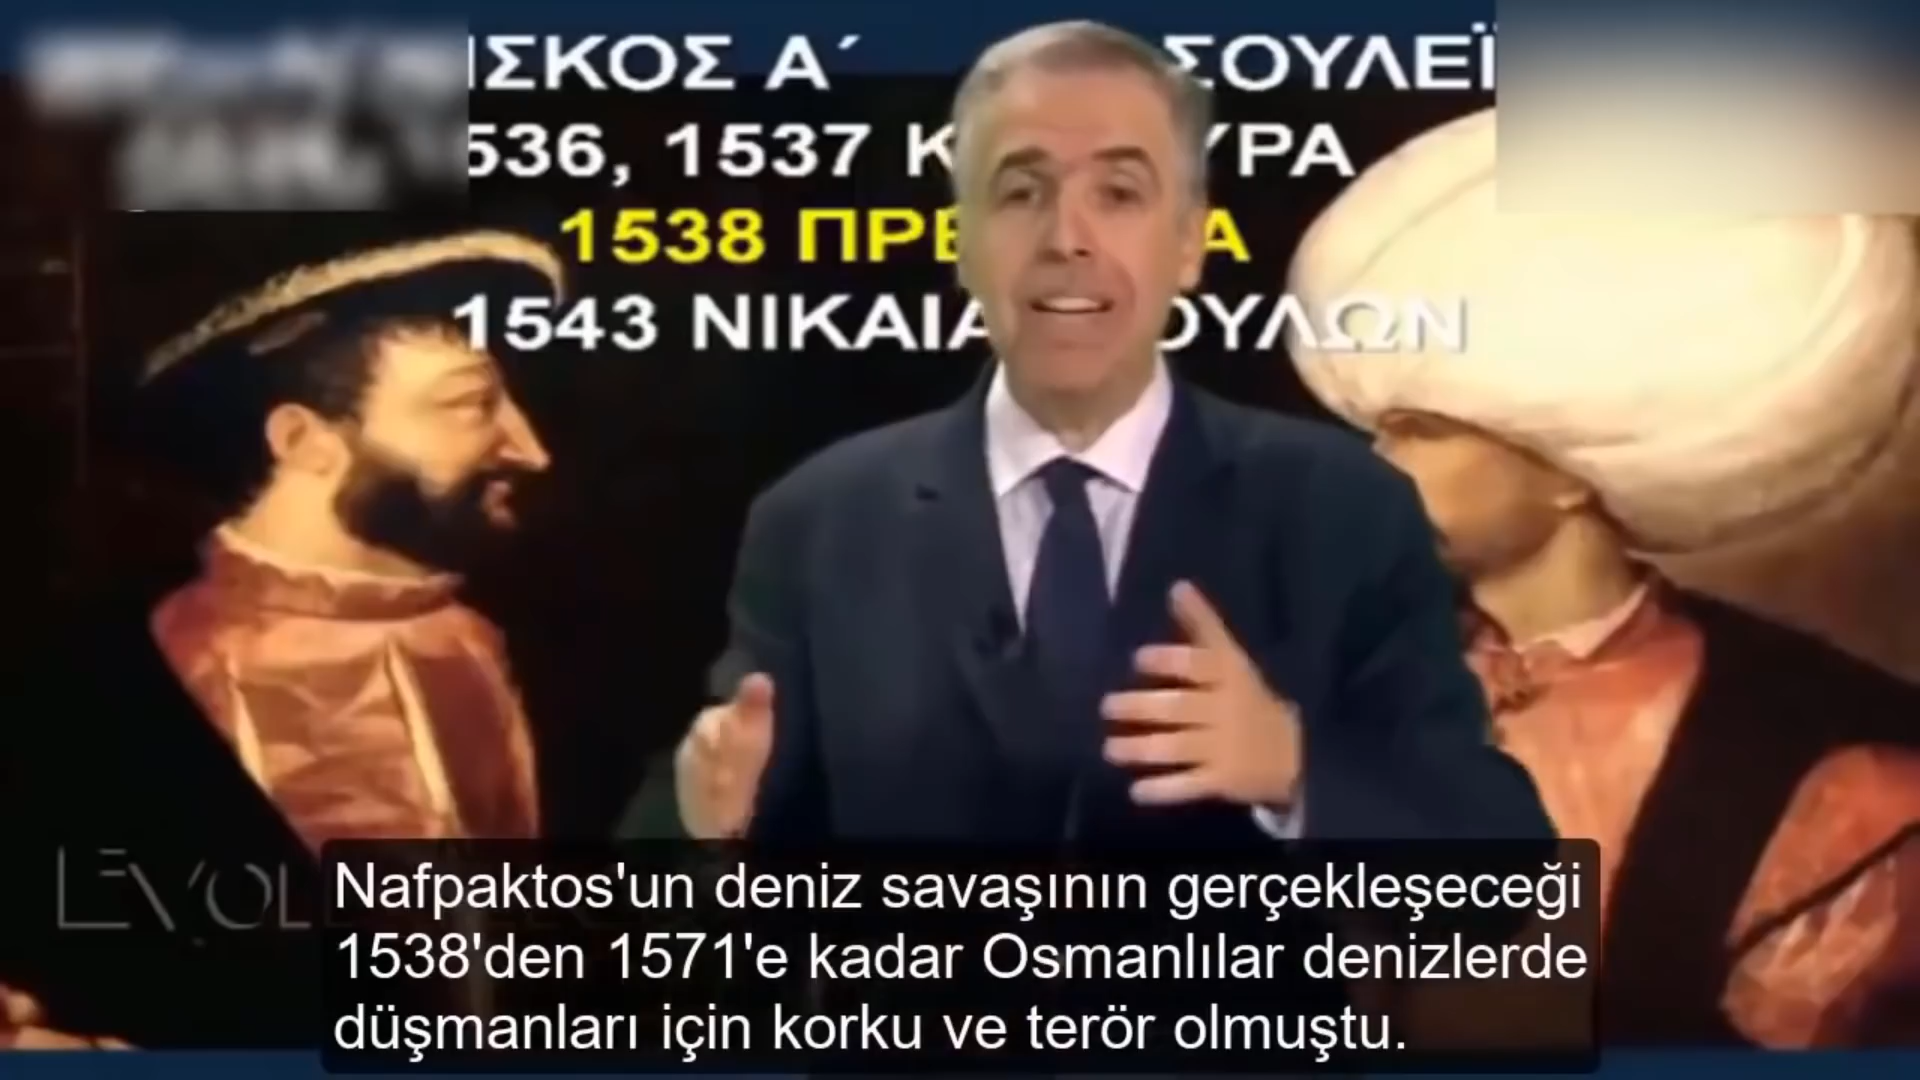 ΙΣΚΟΣ Α΄ ΣΟΥΛΕΪ
536, 1537 Κ ΥΡΑ
1538 ΠΡΕ Α
1543 ΝΙΚΑΙΑ ΟΥΛΩΝ
Nafpaktos'un deniz savaşının gerçekleşeceği
1538'den 1571'e kadar Osmanlılar denizlerde
düşmanları için korku ve terör olmuştu.